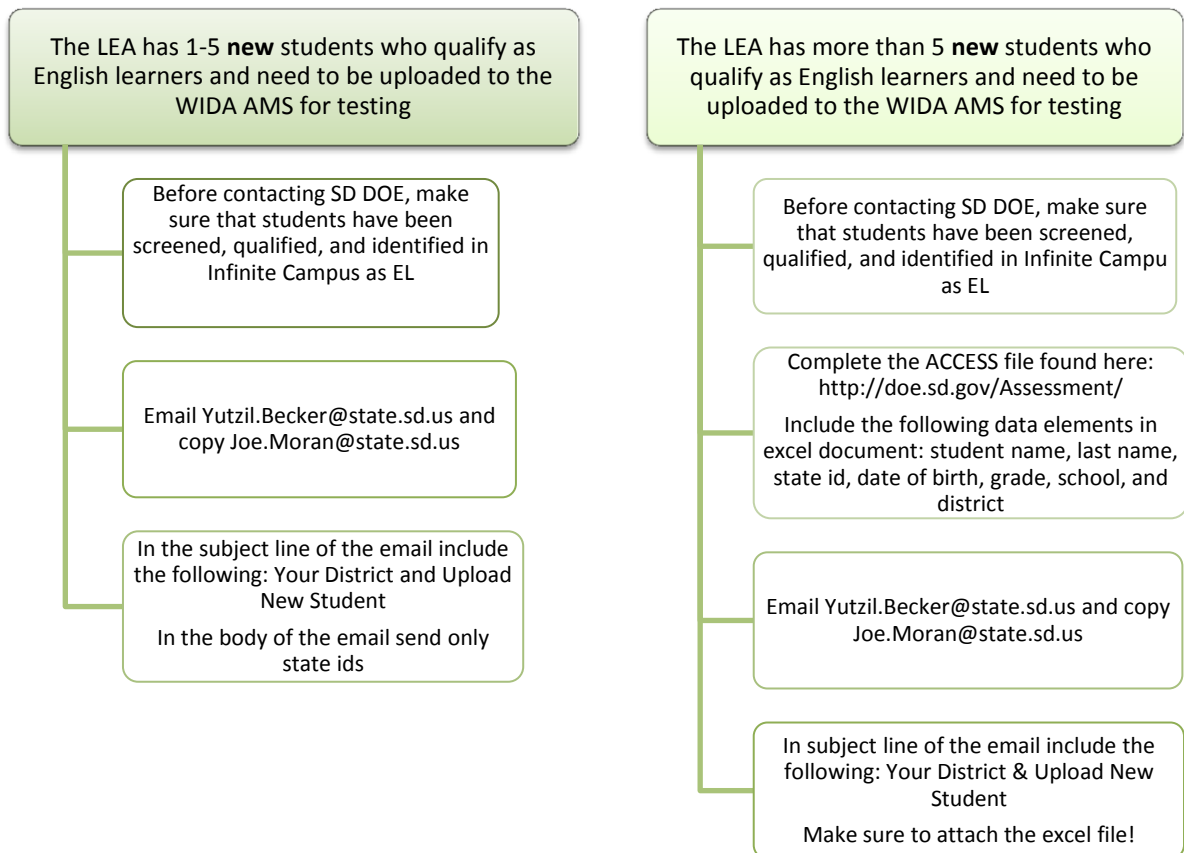 The LEA has 1-5 new students who qualify as
English learners and need to be uploaded to the
WIDA AMS for testing
Before contacting SD DOE, make
sure that students have been
screened, qualified, and identified in
Infinite Campus as EL
Email Yutzil.Becker@state.sd.us and
copy Joe.Moran@state.sd.us
In the subject line of the email include
the following: Your District and Upload
New Student
In the body of the email send only
state ids
The LEA has more than 5 new students who
qualify as English learners and need to be
uploaded to the WIDA AMS for testing
Before contacting SD DOE, make sure
that students have been screened,
qualified, and identified in Infinite Campu
as EL
Complete the ACCESS file found here:
http://doe.sd.gov/Assessment/
Include the following data elements in
excel document: student name, last name,
state id, date of birth, grade, school, and
district
Email Yutzil.Becker@state.sd.us and copy
Joe.Moran@state.sd.us
In subject line of the email include the
following: Your District & Upload New
Student
Make sure to attach the excel file!